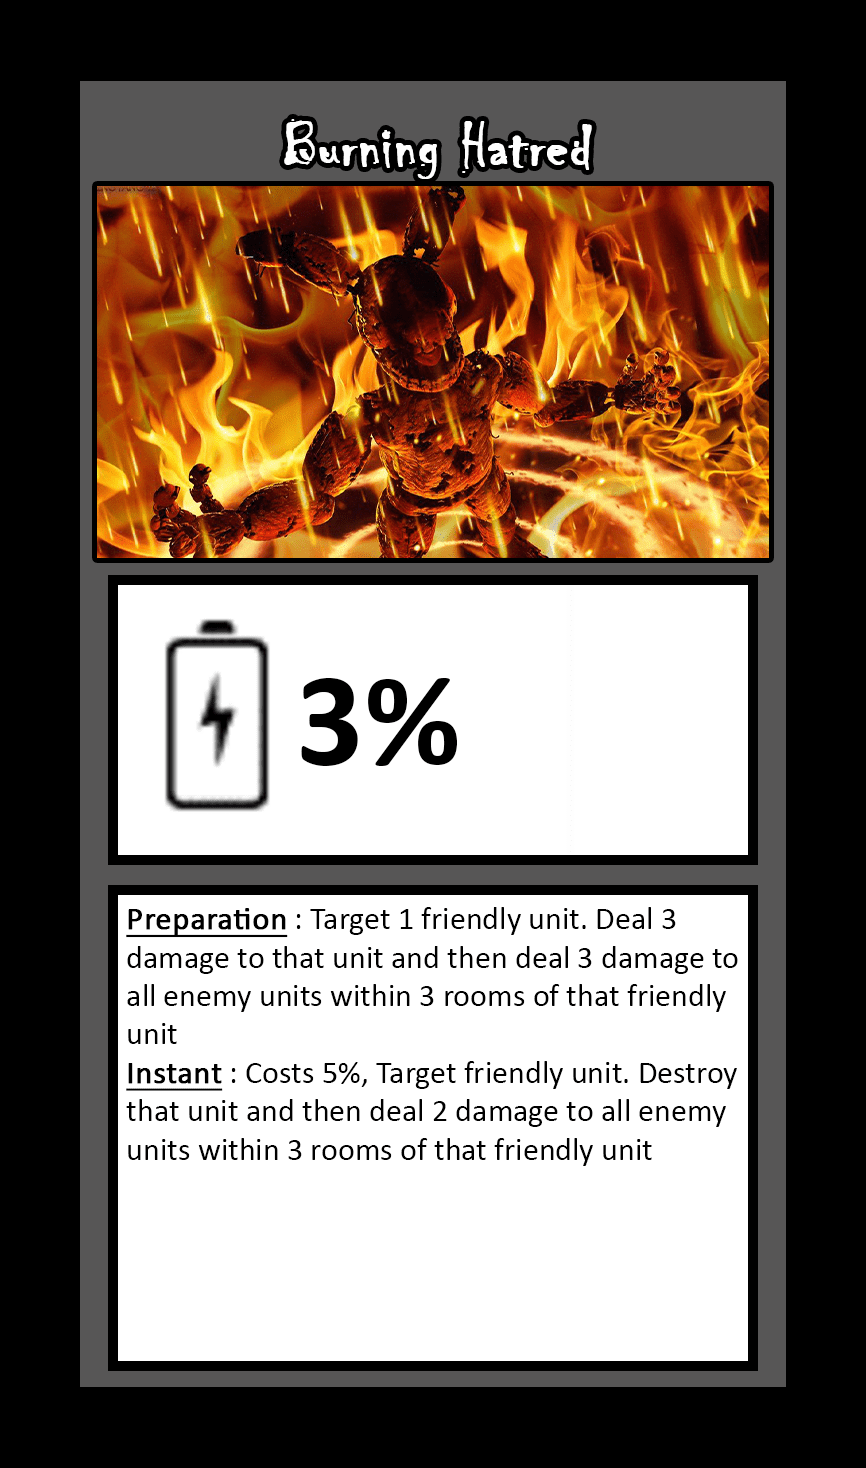 Burning Hatred
3%
Preparation : Target 1 friendly unit. Deal 3
damage to that unit and then deal 3 damage to
all enemy units within 3 rooms of that friendly
unit
Instant : Costs 5%, Target friendly unit. Destroy
that unit and then deal 2 damage to all enemy
units within 3 rooms of that friendly unit